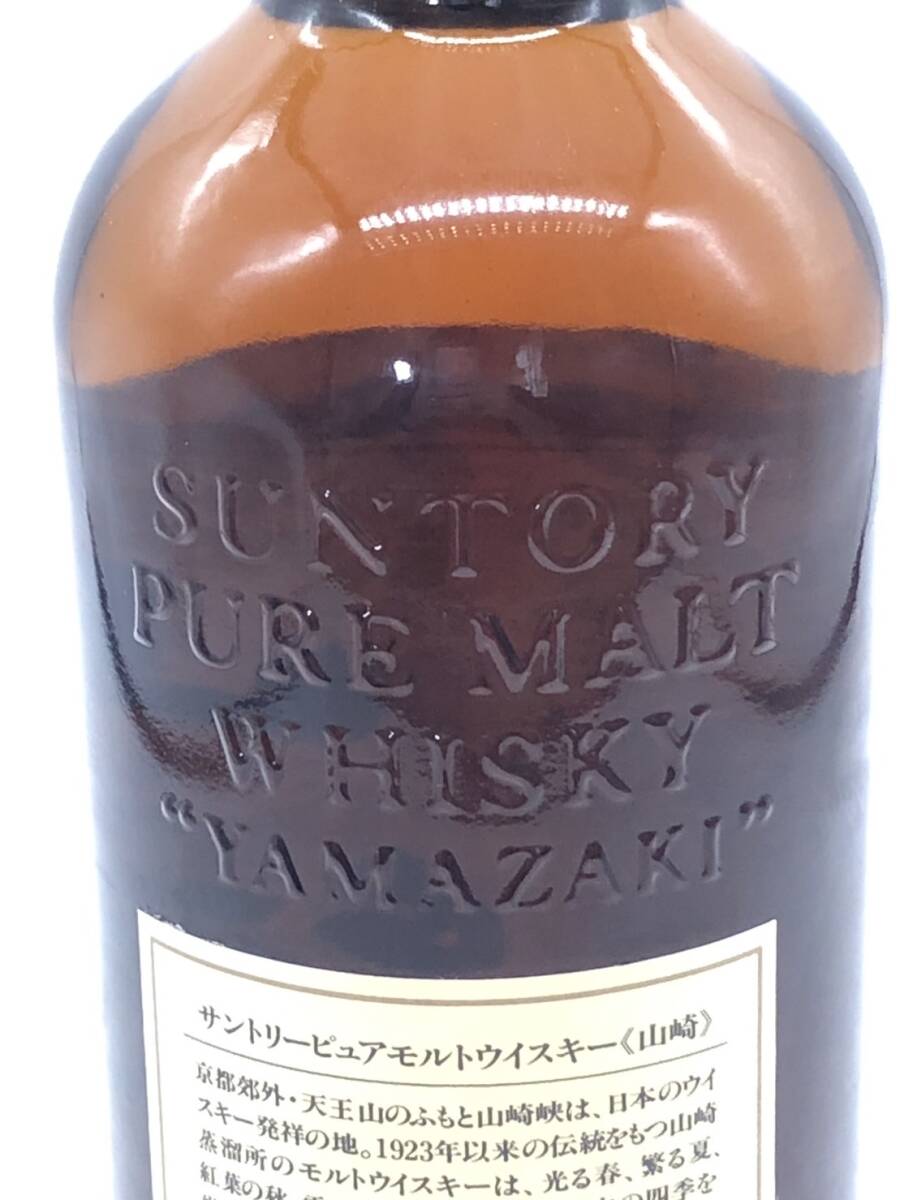 SUNTORY
PURE MALT
WHISKY
“YAMAZAKI”
サントリーピュアモルトウイスキー《山崎》
京都郊外・天王山のふもと山崎峡は、日本のウイ
スキー発祥の地。1923年以来の伝統をもつ山崎
蒸溜所のモルトウイスキーは、光る春、繁る夏、
紅葉の秋、
の四季を